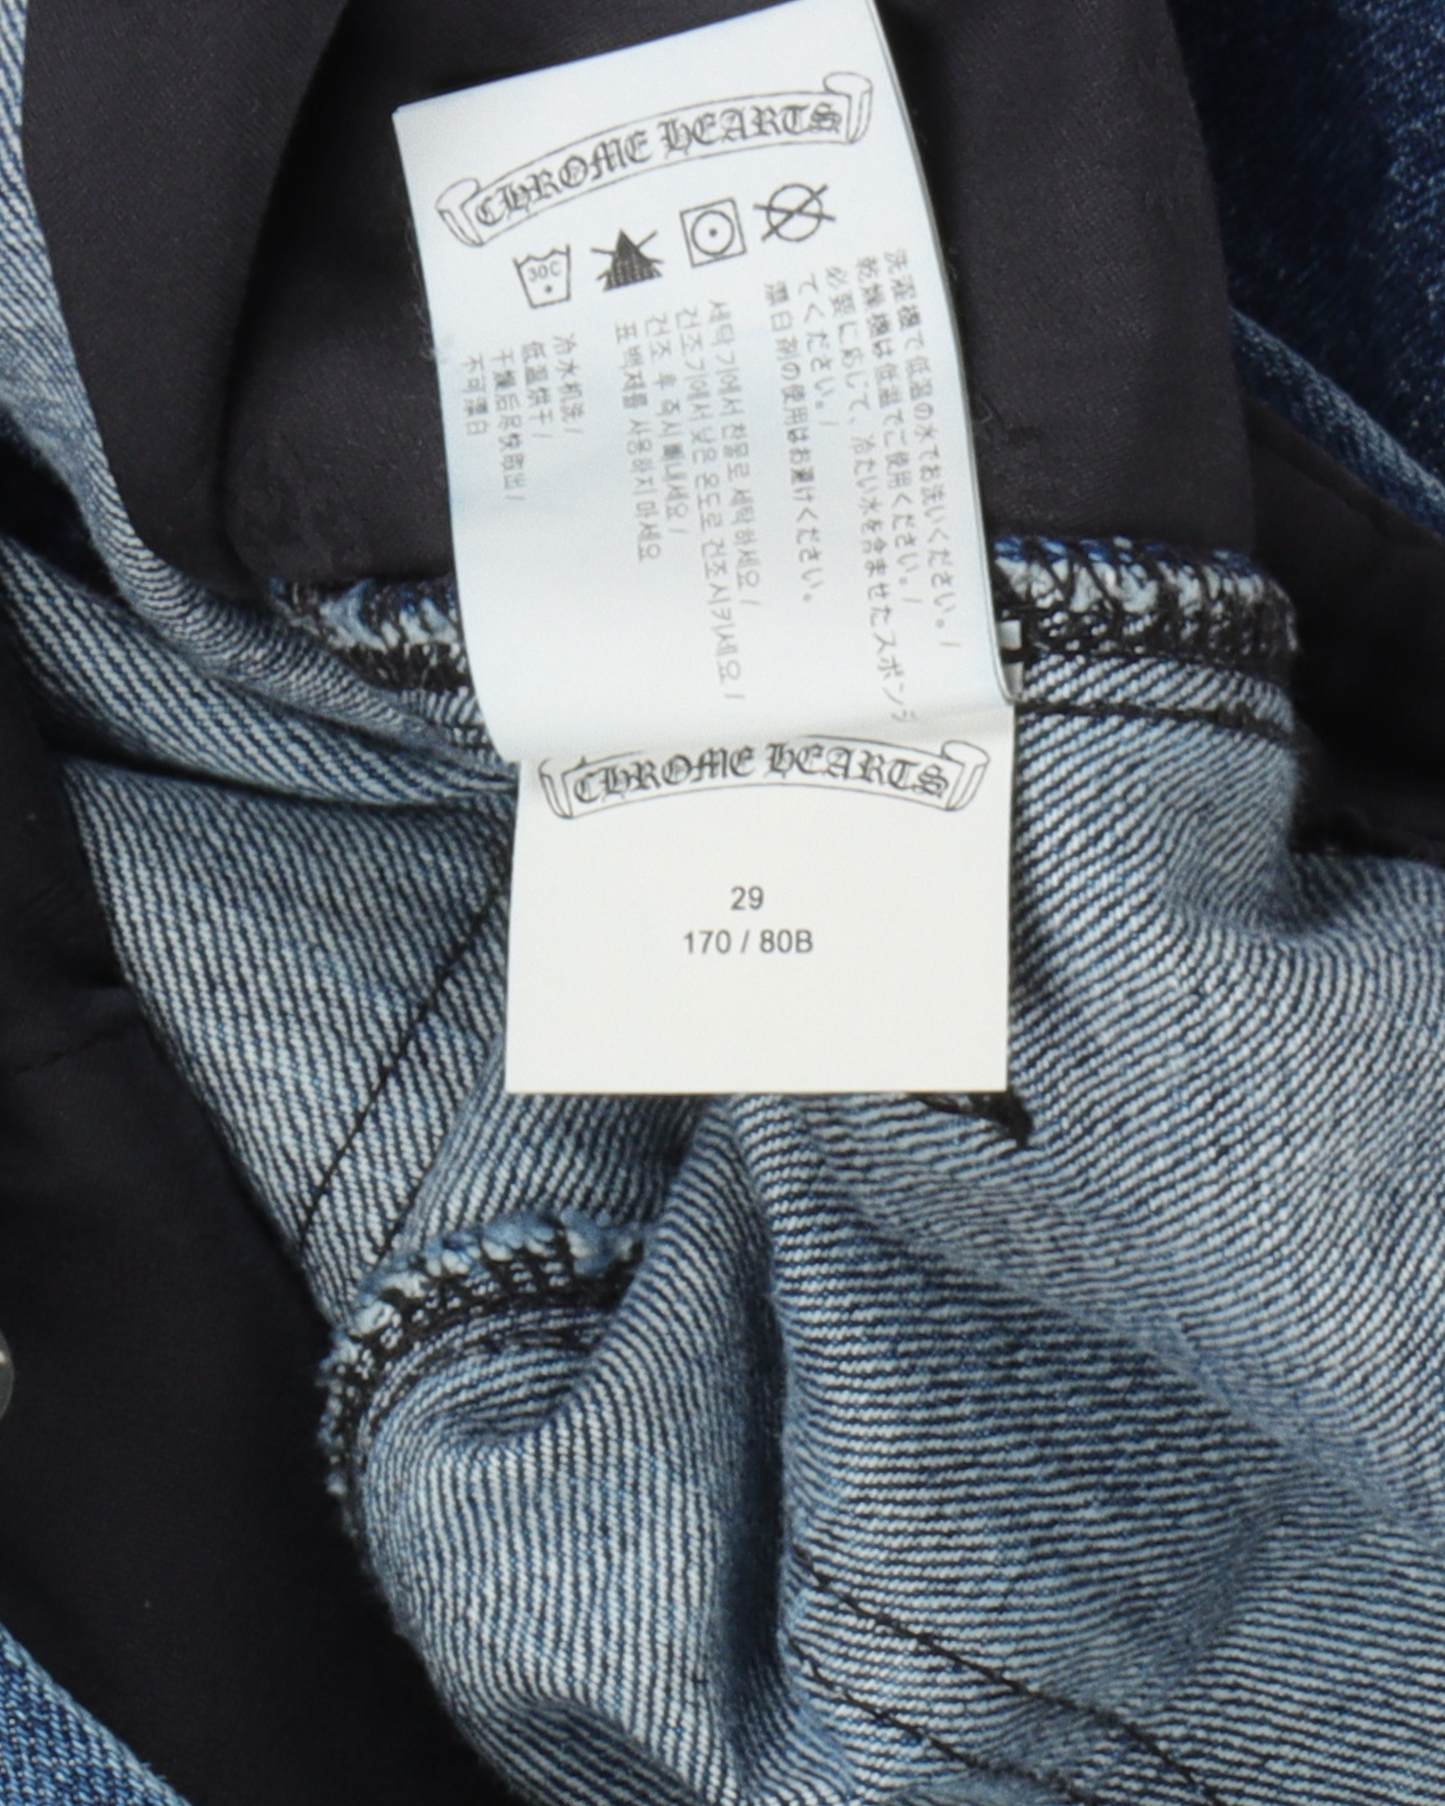 CHROME HEARTS
30C
洗濯機で低温の水でお洗いください。/
乾燥機は低温でご使用ください。/
必要に応じて、冷たい水を含ませたスポンジ
てください。/
漂白剤の使用はお避けください。
세탁기에서 찬물로 세탁하세요/
건조기에서 낮은 온도로 건조시키세요/
건조 후 즉시 꺼내세요/
표백제를 사용하지 마세요
冷水机洗/
低温烘干/
干燥后尽快取出/
不可漂白
CHROME HEARTS
29
170 / 80B